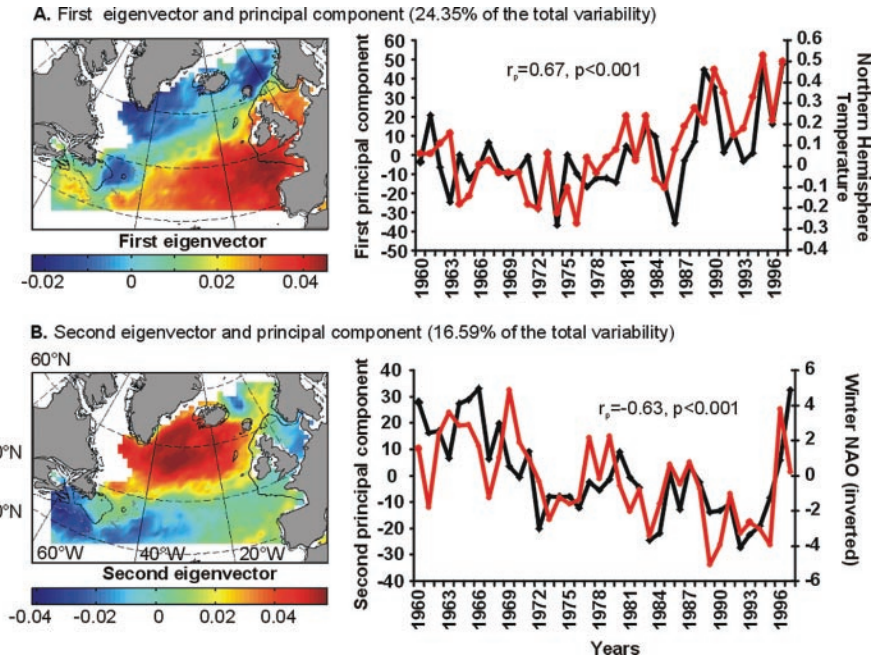 A. First eigenvector and principal component (24.35% of the total variability)
First eigenvector
-0.02 0 0.02 0.04
First principal component
60
50
40
30
20
10
0
-10
-20
-30
-40
-50
rp=0.67, p<0.001
0.6
0.5
0.4
0.3
0.2
0.1
0
-0.1
-0.2
-0.3
-0.4
Northern Hemisphere
Temperature
1960 1963 1966 1969 1972 1975 1978 1981 1984 1987 1990 1993 1996
B. Second eigenvector and principal component (16.59% of the total variability)
60°N
0°N
0°N
60°W 40°W 20°W
Second eigenvector
-0.04 -0.02 0 0.02 0.04
Second principal component
40
30
20
10
0
-10
-20
-30
-40
rp=-0.63, p<0.001
6
4
2
0
-2
-4
-6
Winter NAO (inverted)
1960 1963 1966 1969 1972 1975 1978 1981 1984 1987 1990 1993 1996
Years